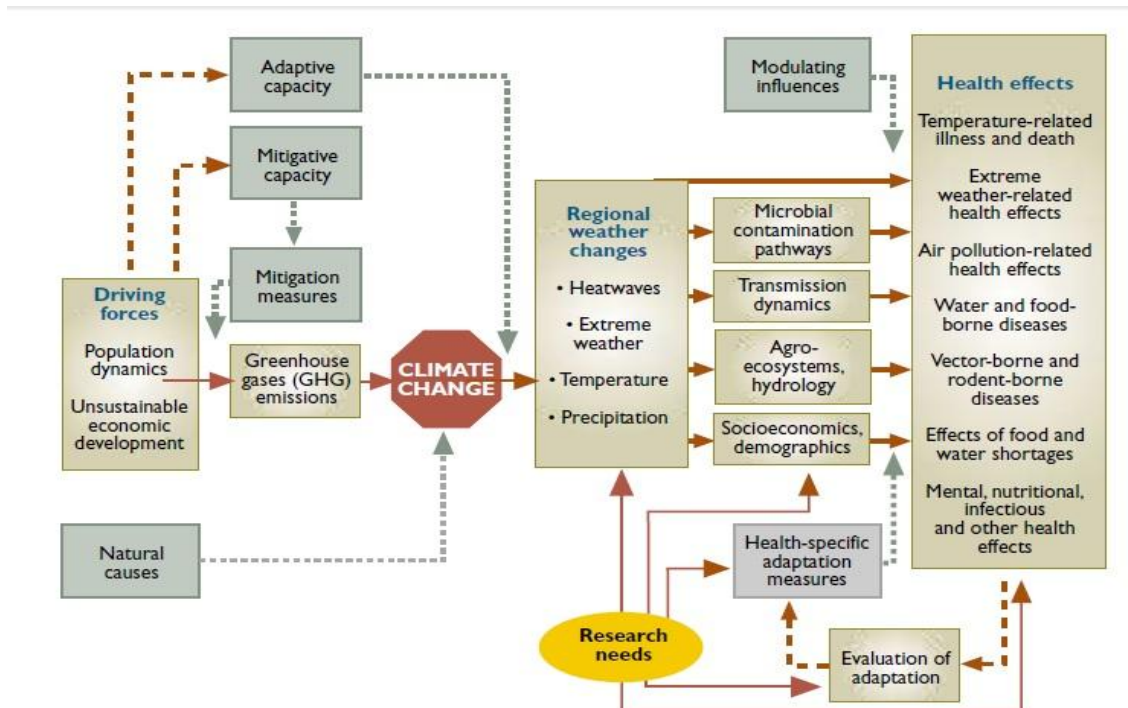 Adaptive
capacity
Mitigative
capacity
Mitigation
measures
Driving
forces
Population
dynamics
Unsustainable
economic
development
Greenhouse
gases (GHG)
emissions
CLIMATE
CHANGE
Natural
causes
Regional
weather
changes
• Heatwaves
• Extreme
weather
• Temperature
• Precipitation
Modulating
influences
Microbial
contamination
pathways
Transmission
dynamics
Agro-
ecosystems,
hydrology
Socioeconomics,
demographics
Health-specific
adaptation
measures
Research
needs
Evaluation of
adaptation
Health effects
Temperature-related
illness and death
Extreme
weather-related
health effects
Air pollution-related
health effects
Water and food-
borne diseases
Vector-borne and
rodent-borne
diseases
Effects of food and
water shortages
Mental, nutritional,
infectious
and other health
effects